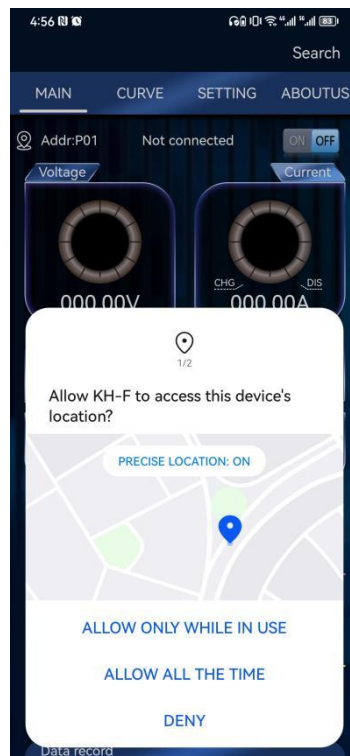 4:56
83
Search
MAIN CURVE SETTING ABOUTUS
Addr:P01 Not connected ON OFF
Voltage Current
CHG DIS
000.00V 000.00A
1/2
Allow KH-F to access this device's
location?
PRECISE LOCATION: ON
ALLOW ONLY WHILE IN USE
ALLOW ALL THE TIME
DENY
Data record